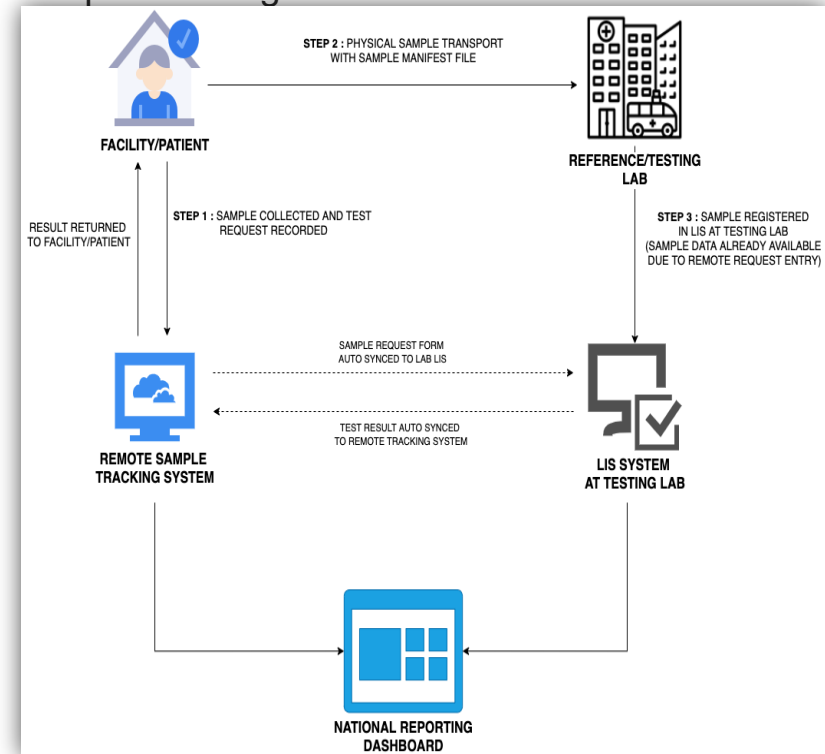 STEP 2 : PHYSICAL SAMPLE TRANSPORT
WITH SAMPLE MANIFEST FILE
FACILITY/PATIENT
REFERENCE/TESTING
LAB
RESULT RETURNED
TO FACILITY/PATIENT
STEP 1 : SAMPLE COLLECTED AND TEST
REQUEST RECORDED
STEP 3 : SAMPLE REGISTERED
IN LIS AT TESTING LAB
(SAMPLE DATA ALREADY AVAILABLE
DUE TO REMOTE REQUEST ENTRY)
SAMPLE REQUEST FORM
AUTO SYNCED TO LAB LIS
TEST RESULT AUTO SYNCED
TO REMOTE TRACKING SYSTEM
REMOTE SAMPLE
TRACKING SYSTEM
LIS SYSTEM
AT TESTING LAB
NATIONAL REPORTING
DASHBOARD